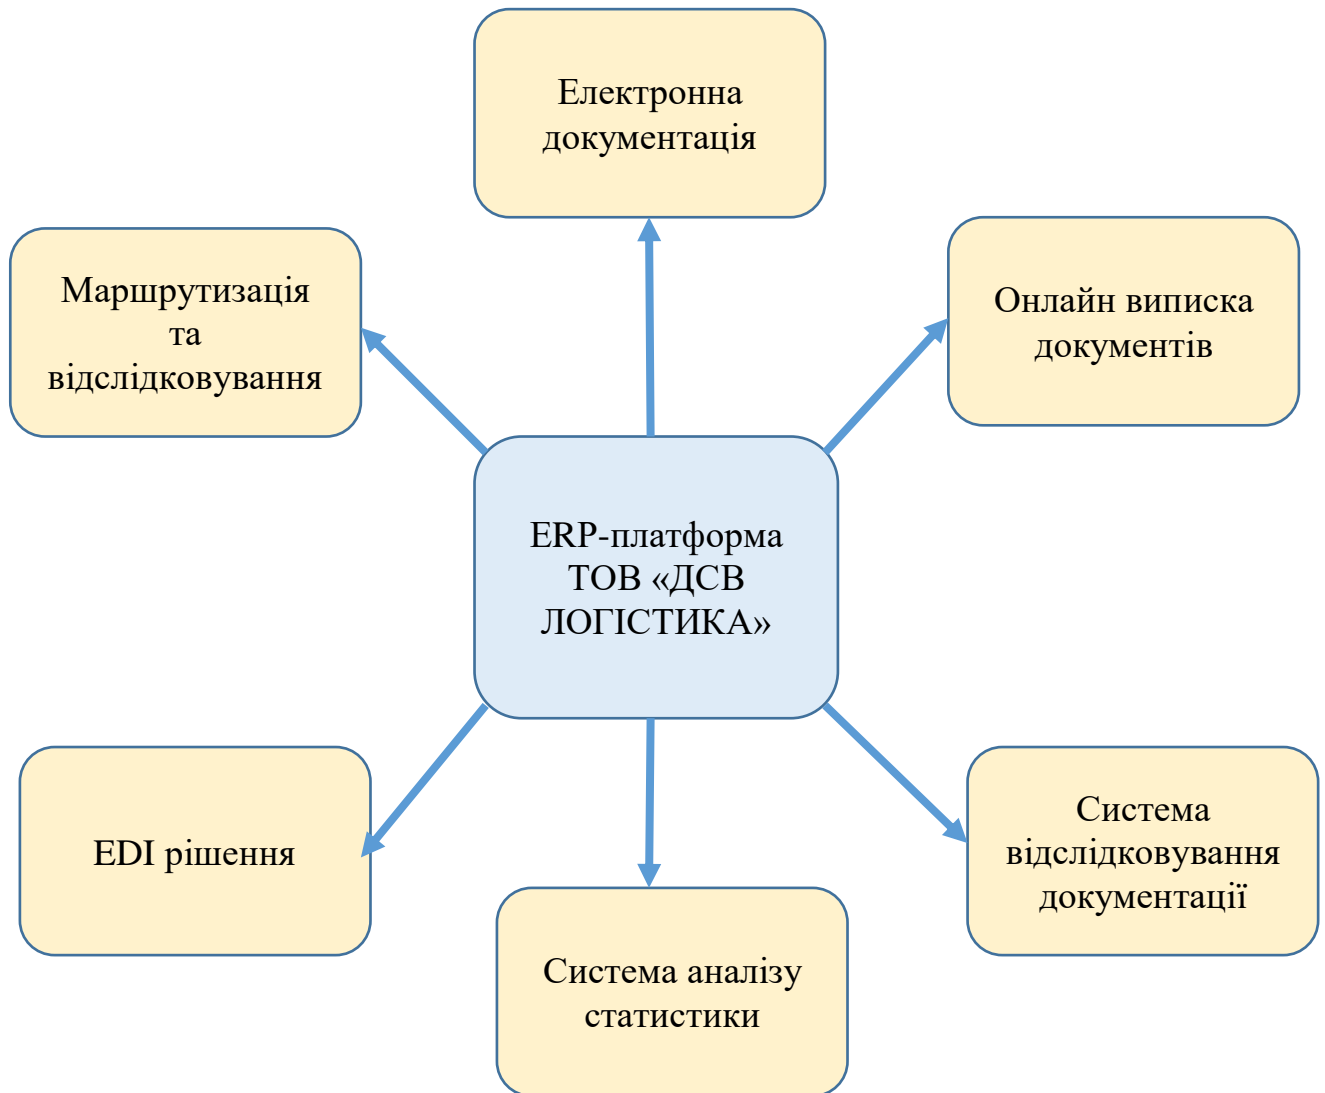 Електронна
документація
Маршрутизація
та
відслідковування
Онлайн виписка
документів
ERP-платформа
ТОВ «ДСВ
ЛОГІСТИКА»
EDI рішення
Система
відслідковування
документації
Система аналізу
статистики